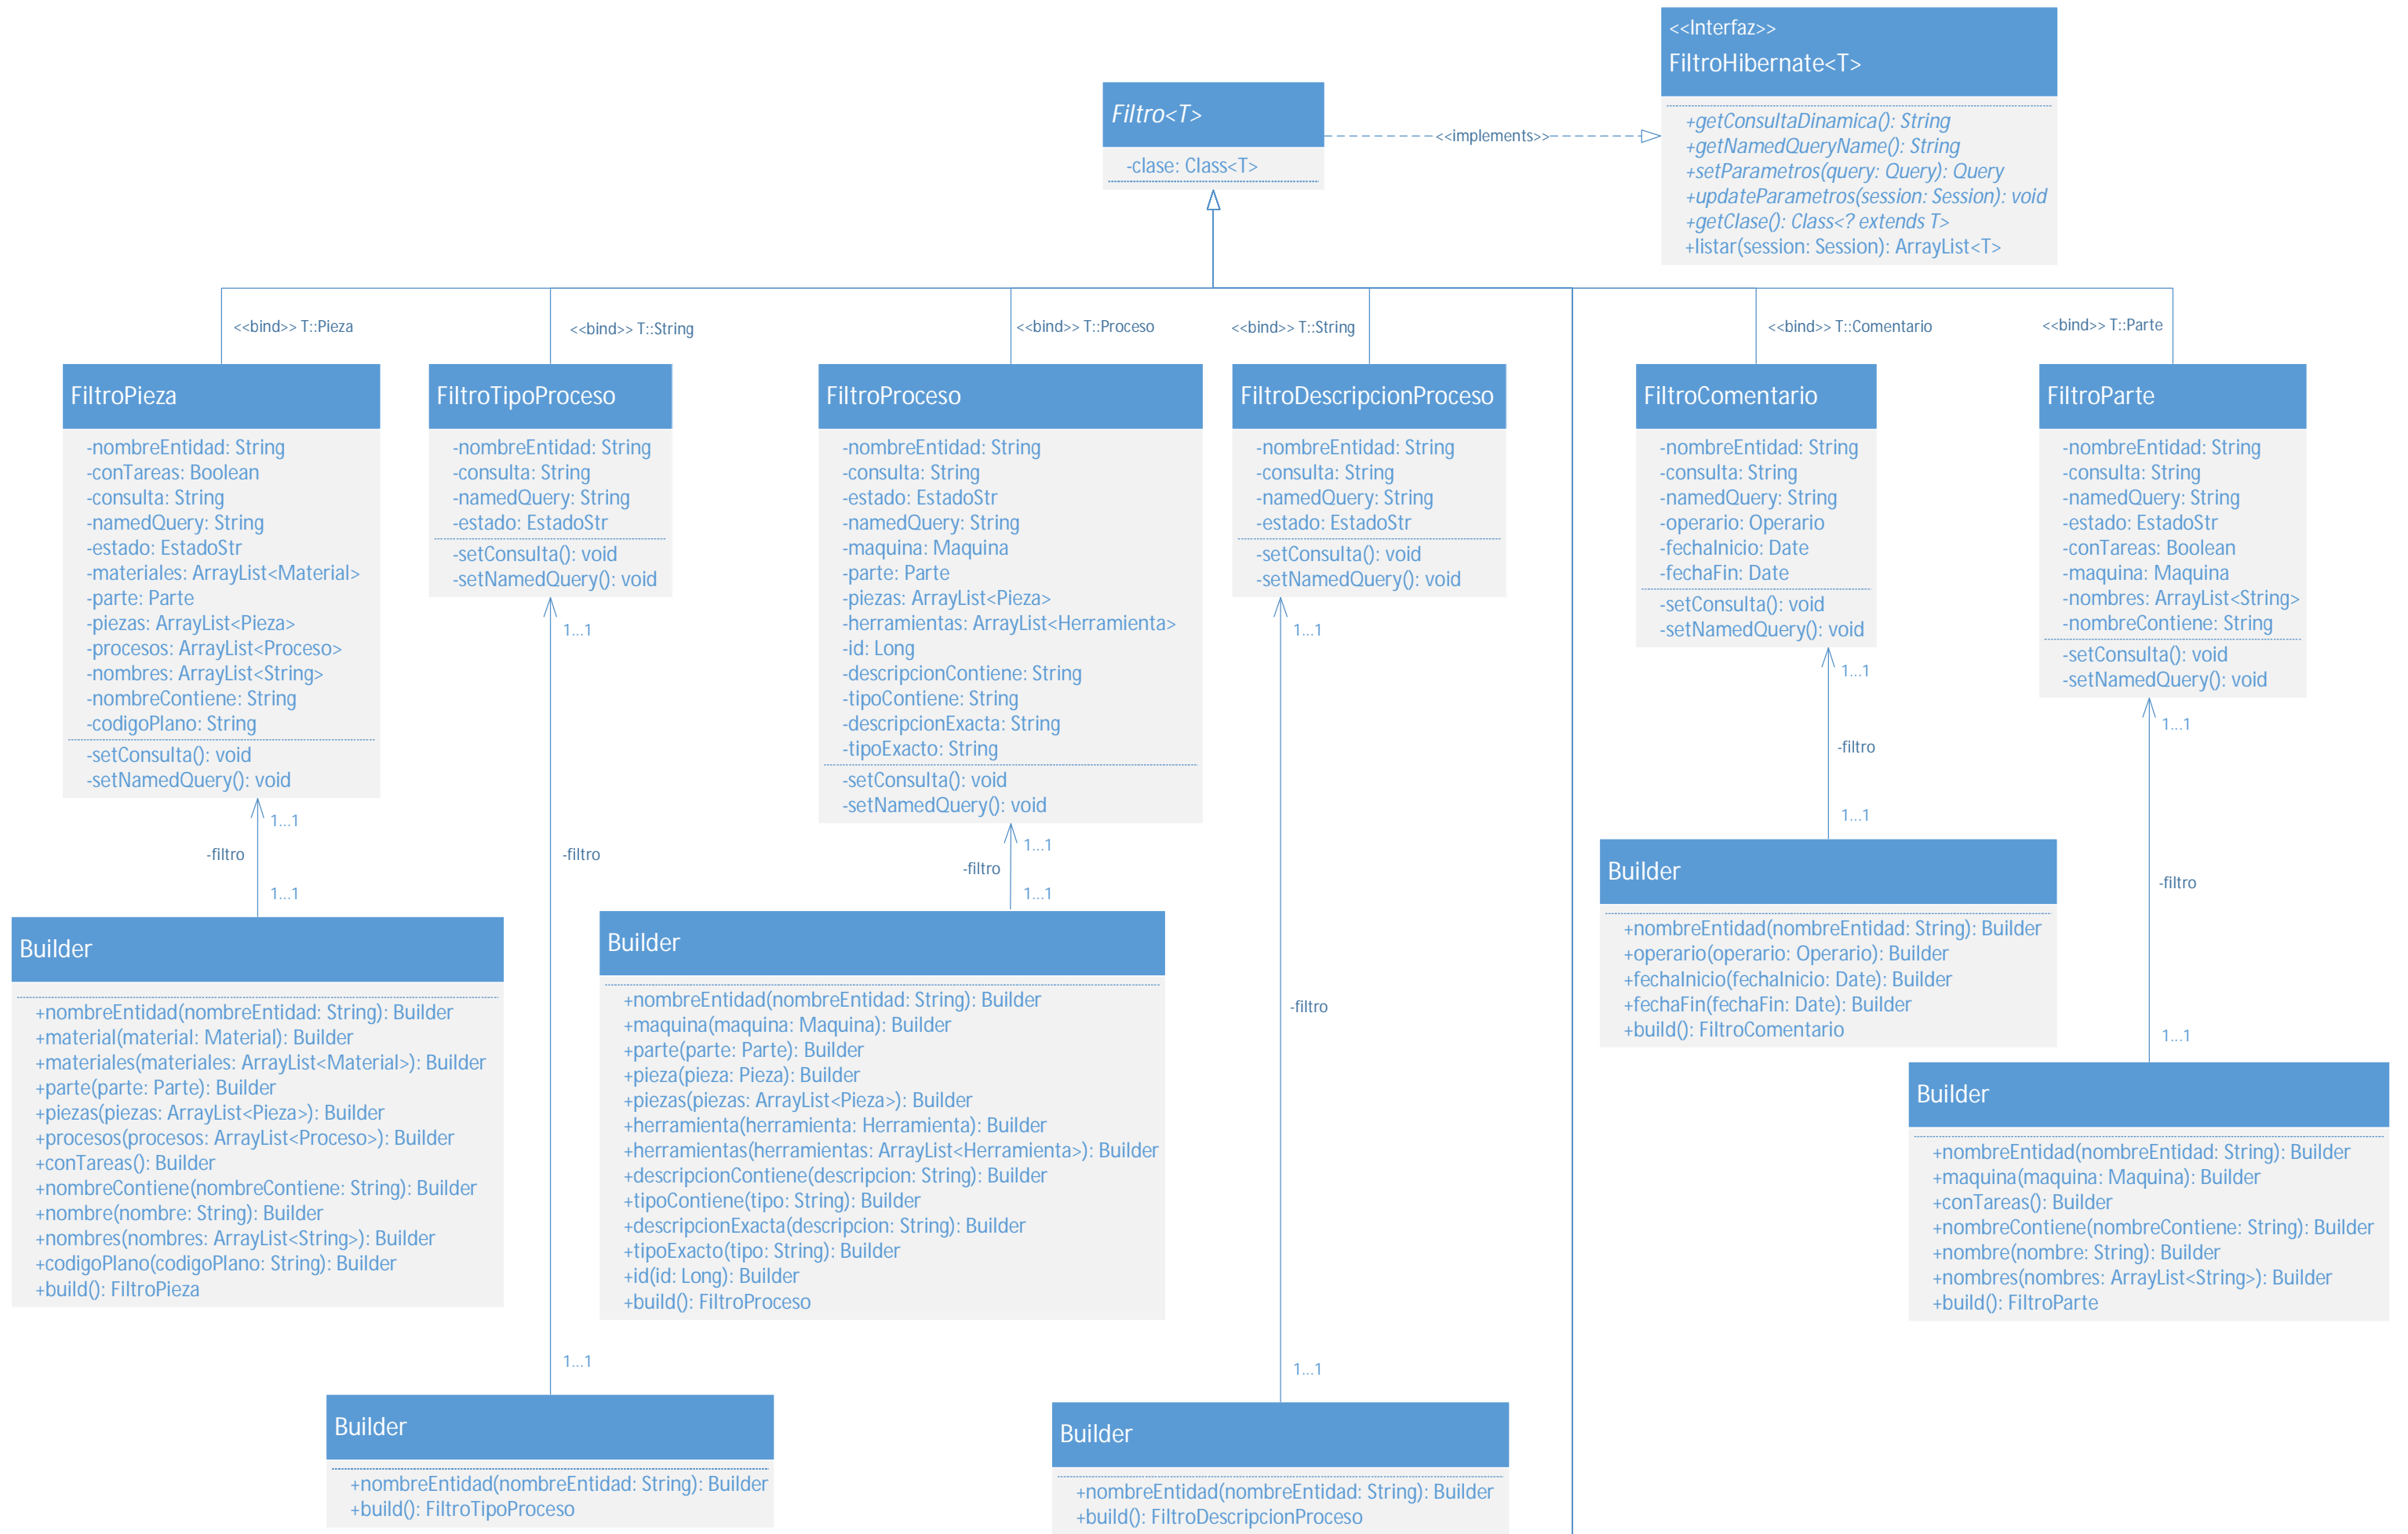 <<Interfaz>>
FiltroHibernate<T>
+getConsultaDinamica(): String
+getNamedQueryName(): String
+setParametros(query: Query): Query
+updateParametros(session: Session): void
+getClase(): Class<? extends T>
+listar(session: Session): ArrayList<T>
Filtro<T>
-clase: Class<T>
<<implements>>
<<bind>> T::Pieza
<<bind>> T::String
<<bind>> T::Proceso
<<bind>> T::String
<<bind>> T::Comentario
<<bind>> T::Parte
FiltroPieza
-nombreEntidad: String
-conTareas: Boolean
-consulta: String
-namedQuery: String
-estado: EstadoStr
-materiales: ArrayList<Material>
-parte: Parte
-piezas: ArrayList<Pieza>
-procesos: ArrayList<Proceso>
-nombres: ArrayList<String>
-nombreContiene: String
-codigoPlano: String
-setConsulta(): void
-setNamedQuery(): void
FiltroTipoProceso
-nombreEntidad: String
-consulta: String
-namedQuery: String
-estado: EstadoStr
-setConsulta(): void
-setNamedQuery(): void
FiltroProceso
-nombreEntidad: String
-consulta: String
-estado: EstadoStr
-namedQuery: String
-maquina: Maquina
-parte: Parte
-piezas: ArrayList<Pieza>
-herramientas: ArrayList<Herramienta>
-id: Long
-descripcionContiene: String
-tipoContiene: String
-descripcionExacta: String
-tipoExacto: String
-setConsulta(): void
-setNamedQuery(): void
FiltroDescripcionProceso
-nombreEntidad: String
-consulta: String
-namedQuery: String
-estado: EstadoStr
-setConsulta(): void
-setNamedQuery(): void
FiltroComentario
-nombreEntidad: String
-consulta: String
-namedQuery: String
-operario: Operario
-fechaInicio: Date
-fechaFin: Date
-setConsulta(): void
-setNamedQuery(): void
FiltroParte
-nombreEntidad: String
-consulta: String
-namedQuery: String
-estado: EstadoStr
-conTareas: Boolean
-maquina: Maquina
-nombres: ArrayList<String>
-nombreContiene: String
-setConsulta(): void
-setNamedQuery(): void
1...1
-filtro
1...1
1...1
-filtro
1...1
1...1
-filtro
1...1
1...1
-filtro
1...1
1...1
-filtro
1...1
1...1
-filtro
1...1
Builder
+nombreEntidad(nombreEntidad: String): Builder
+material(material: Material): Builder
+materiales(materiales: ArrayList<Material>): Builder
+parte(parte: Parte): Builder
+piezas(piezas: ArrayList<Pieza>): Builder
+procesos(procesos: ArrayList<Proceso>): Builder
+conTareas(): Builder
+nombreContiene(nombreContiene: String): Builder
+nombre(nombre: String): Builder
+nombres(nombres: ArrayList<String>): Builder
+codigoPlano(codigoPlano: String): Builder
+build(): FiltroPieza
Builder
+nombreEntidad(nombreEntidad: String): Builder
+maquina(maquina: Maquina): Builder
+parte(parte: Parte): Builder
+pieza(pieza: Pieza): Builder
+piezas(piezas: ArrayList<Pieza>): Builder
+herramienta(herramienta: Herramienta): Builder
+herramientas(herramientas: ArrayList<Herramienta>): Builder
+descripcionContiene(descripcion: String): Builder
+tipoContiene(tipo: String): Builder
+descripcionExacta(descripcion: String): Builder
+tipoExacto(tipo: String): Builder
+id(id: Long): Builder
+build(): FiltroProceso
Builder
+nombreEntidad(nombreEntidad: String): Builder
+operario(operario: Operario): Builder
+fechaInicio(fechaInicio: Date): Builder
+fechaFin(fechaFin: Date): Builder
+build(): FiltroComentario
Builder
+nombreEntidad(nombreEntidad: String): Builder
+maquina(maquina: Maquina): Builder
+conTareas(): Builder
+nombreContiene(nombreContiene: String): Builder
+nombre(nombre: String): Builder
+nombres(nombres: ArrayList<String>): Builder
+build(): FiltroParte
Builder
+nombreEntidad(nombreEntidad: String): Builder
+build(): FiltroTipoProceso
Builder
+nombreEntidad(nombreEntidad: String): Builder
+build(): FiltroDescripcionProceso